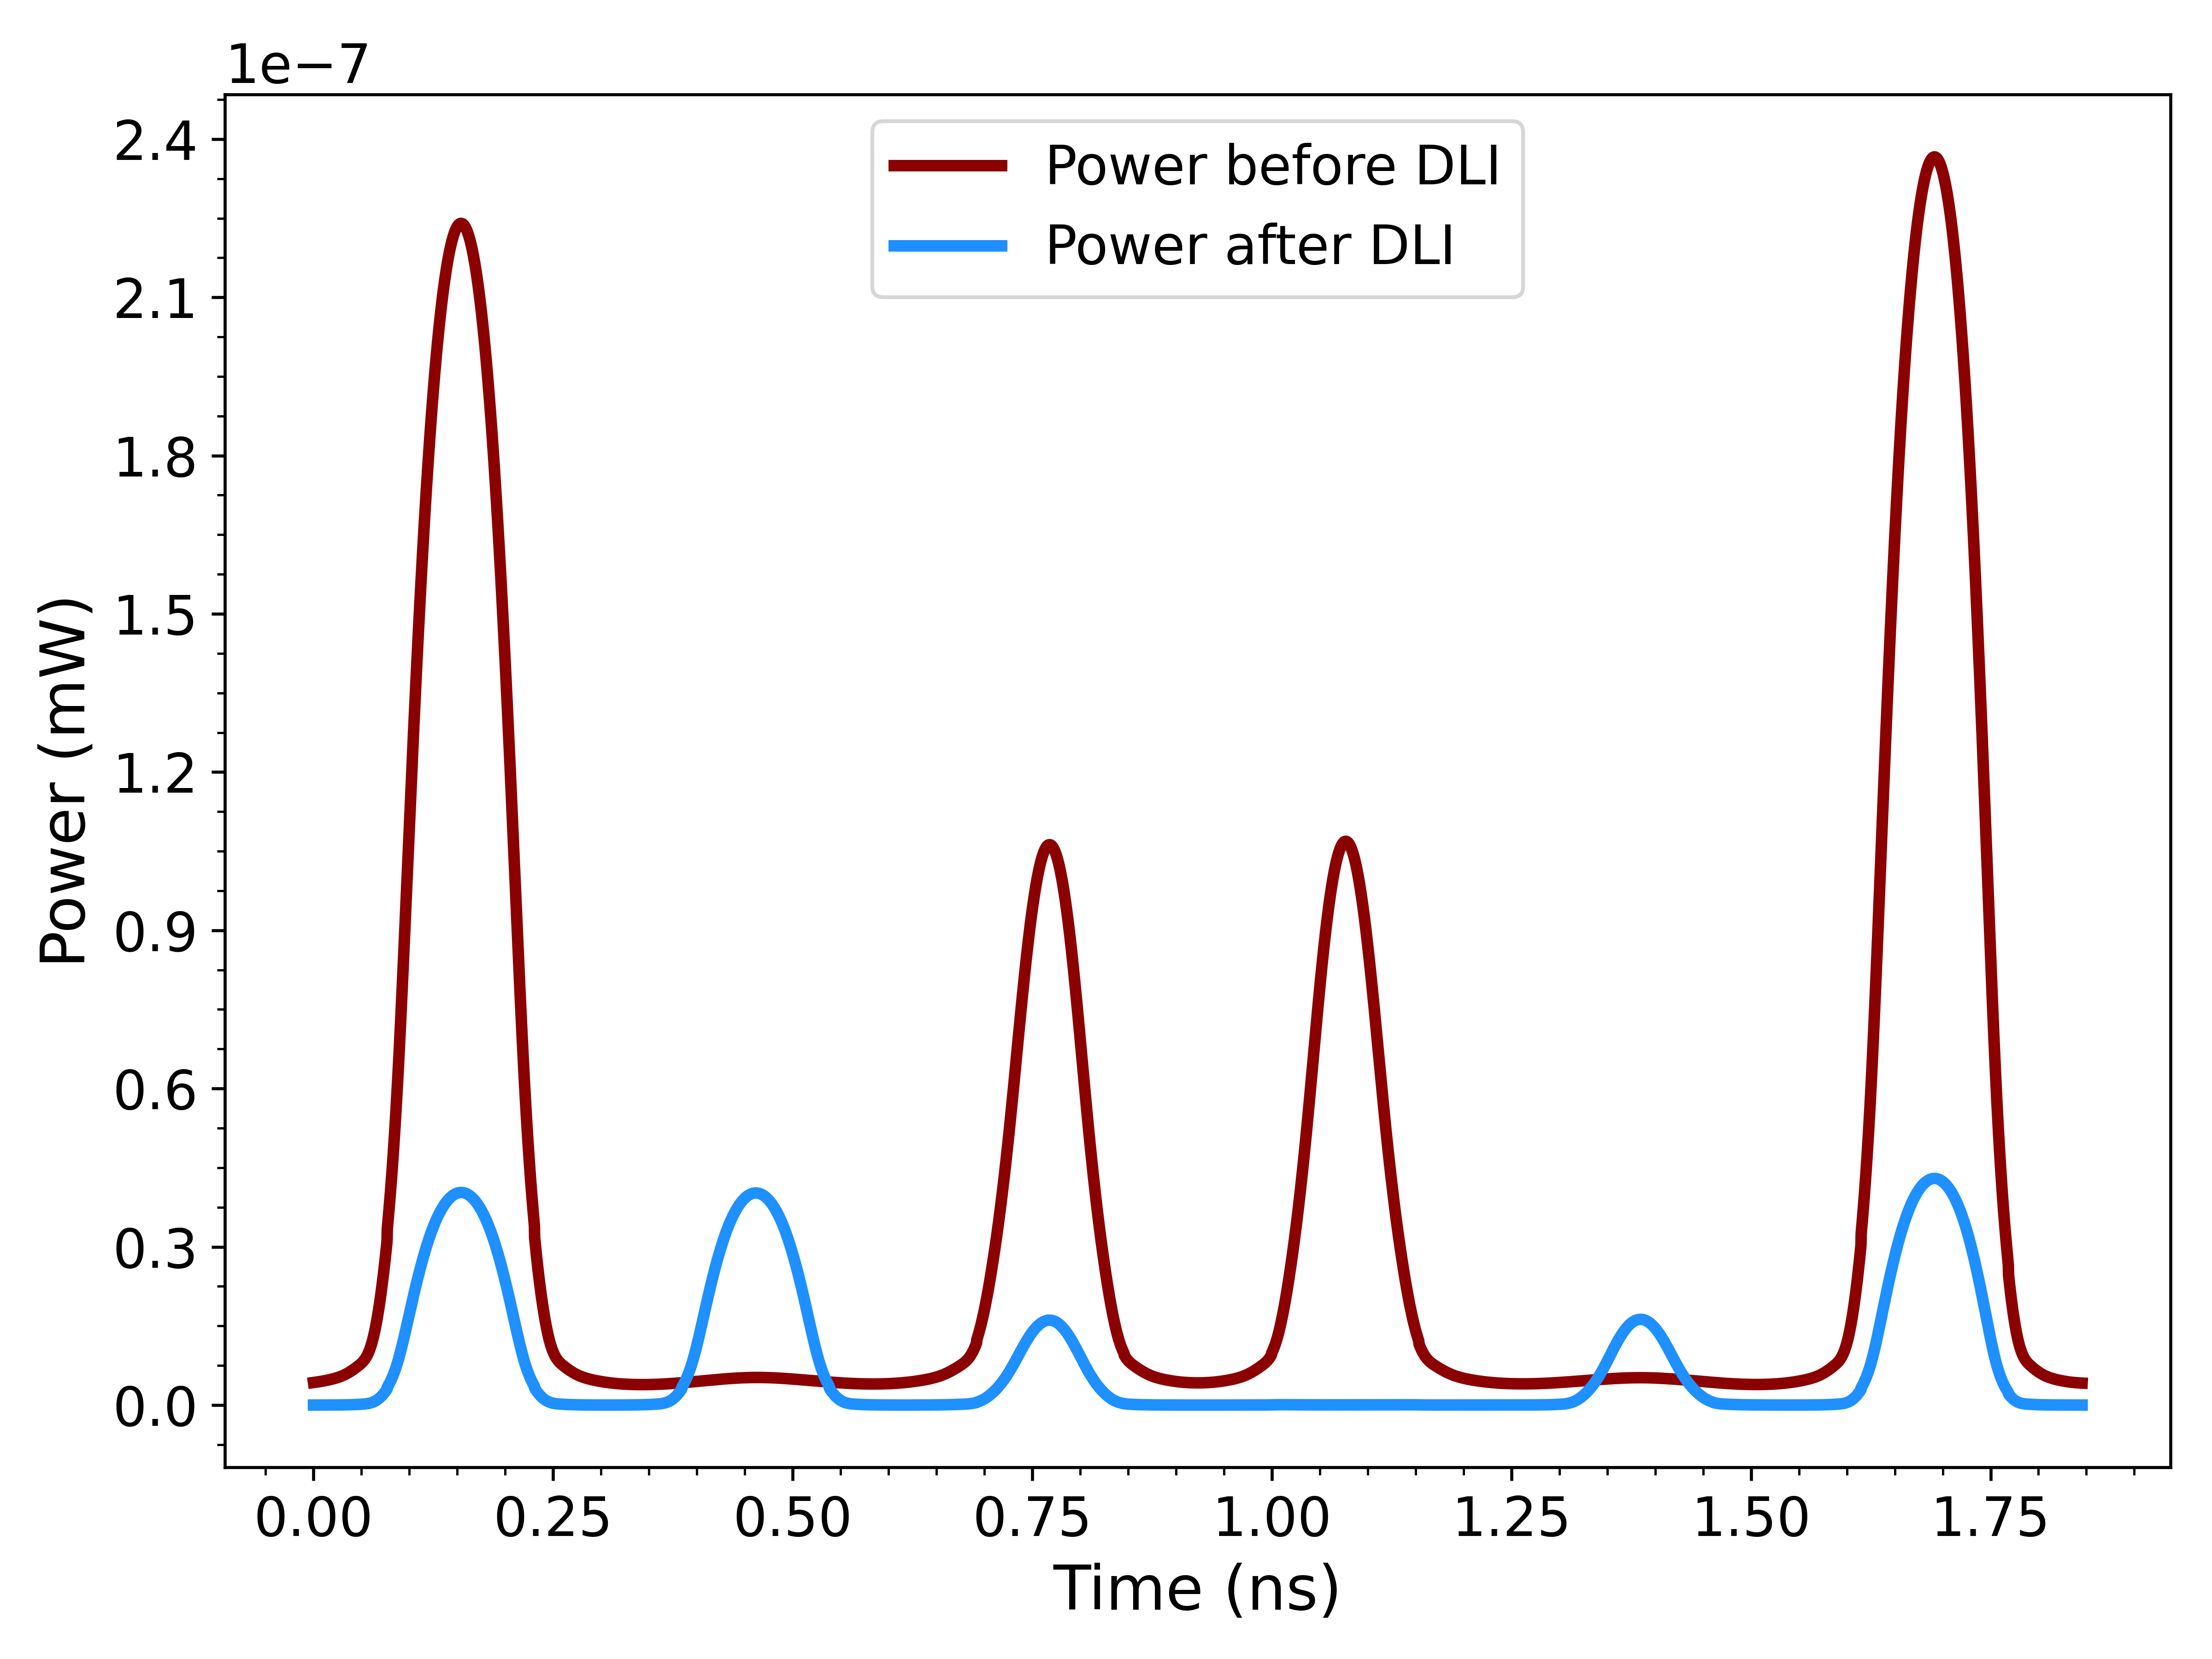 1e−7
Power before DLI
Power after DLI
2.4
2.1
1.8
1.5
1.2
0.9
0.6
0.3
0.0
Power (mW)
0.00 0.25 0.50 0.75 1.00 1.25 1.50 1.75
Time (ns)